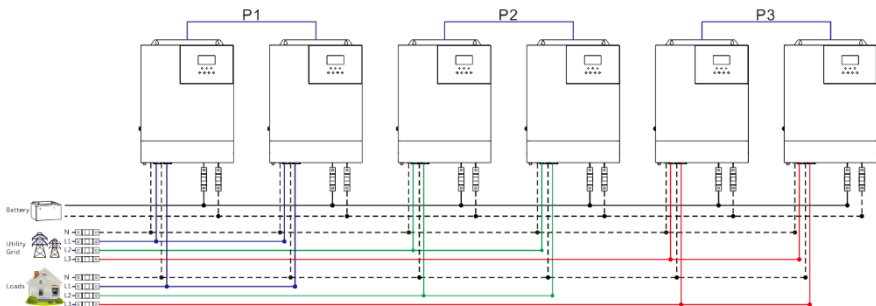 P1 P2 P3
Battery
N
Utility
Grid
L1
L2
L3
N
Loads
L1
L2
L3